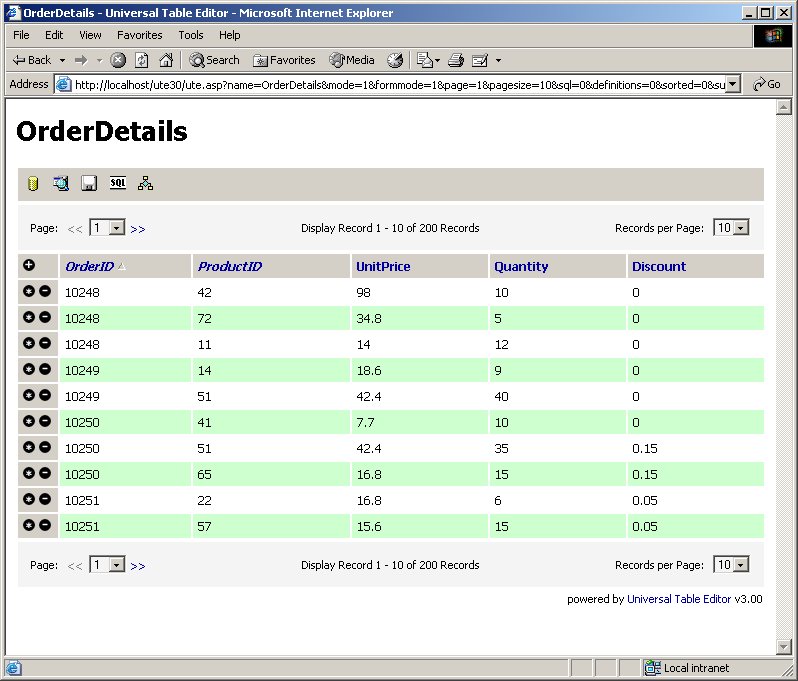 OrderDetails - Universal Table Editor - Microsoft Internet Explorer
File Edit View Favorites Tools Help
Back Search Favorites Media
Address http://localhost/ute30/ute.asp?name=OrderDetails&mode=1&formmode=1&page=1&pagesize=10&sql=0&definitions=0&sorted=0&su Go
OrderDetails
SQL
Page: << 1 >> Display Record 1 - 10 of 200 Records Records per Page: 10
OrderID ProductID UnitPrice Quantity Discount
10248 42 98 10 0
10248 72 34.8 5 0
10248 11 14 12 0
10249 14 18.6 9 0
10249 51 42.4 40 0
10250 41 7.7 10 0
10250 51 42.4 35 0.15
10250 65 16.8 15 0.15
10251 22 16.8 6 0.05
10251 57 15.6 15 0.05
Page: << 1 >> Display Record 1 - 10 of 200 Records Records per Page: 10
powered by Universal Table Editor v3.00
Local intranet